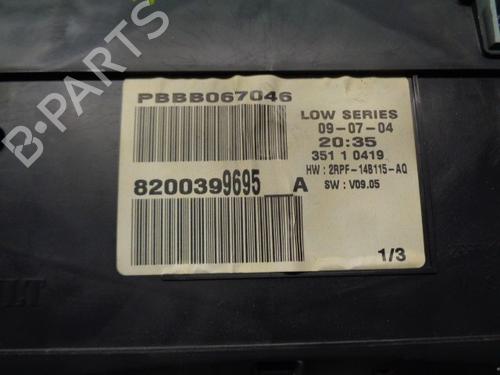 PBBB067046
LOW SERIES
09-07-04
20:35
351 1 0419
HW : 2RPF-14B115-AQ
SW : V09.05
8200399695__A
1/3
B-PARTS